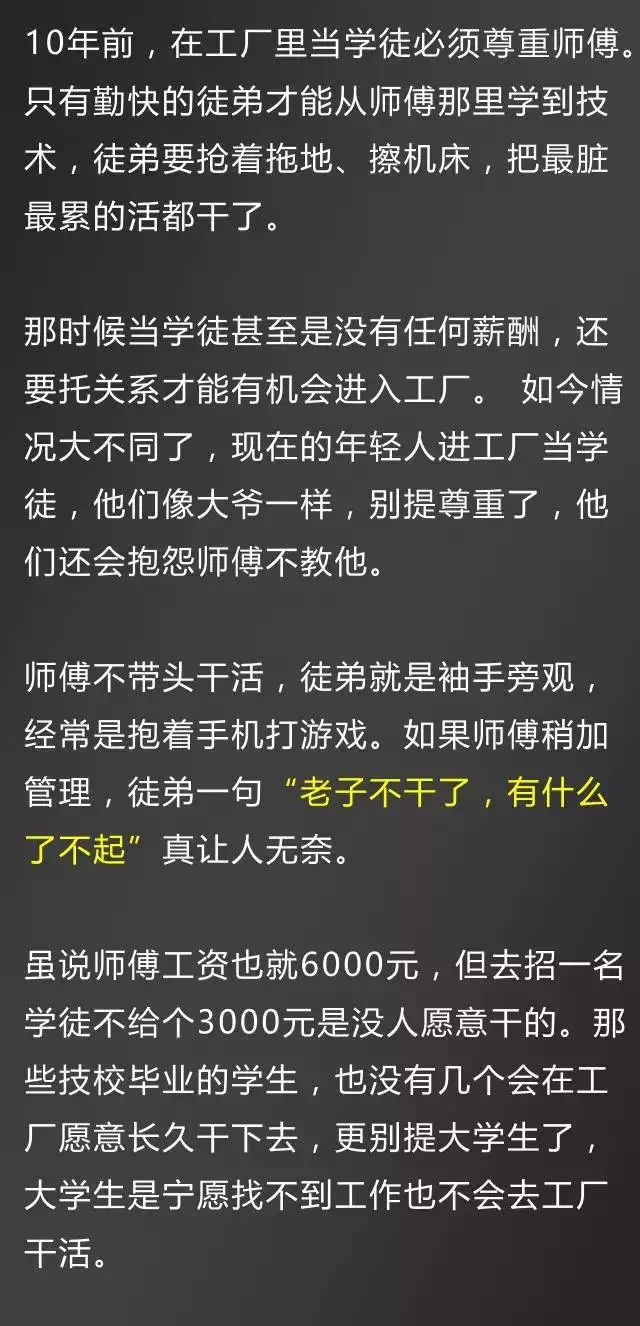 10年前，在工厂里当学徒必须尊重师傅。
只有勤快的徒弟才能从师傅那里学到技
术，徒弟要抢着拖地、擦机床，把最脏
最累的活都干了。
那时候当学徒甚至是没有任何薪酬，还
要托关系才能有机会进入工厂。 如今情
况大不同了，现在的年轻人进工厂当学
徒，他们像大爷一样，别提尊重了，他
们还会抱怨师傅不教他。
师傅不带头干活，徒弟就是袖手旁观，
经常是抱着手机打游戏。如果师傅稍加
管理，徒弟一句“老子不干了，有什么
了不起”真让人无奈。
虽说师傅工资也就6000元，但去招一名
学徒不给个3000元是没人愿意干的。那
些技校毕业的学生，也没有几个会在工
厂愿意长久干下去，更别提大学生了，
大学生是宁愿找不到工作也不会去工厂
干活。